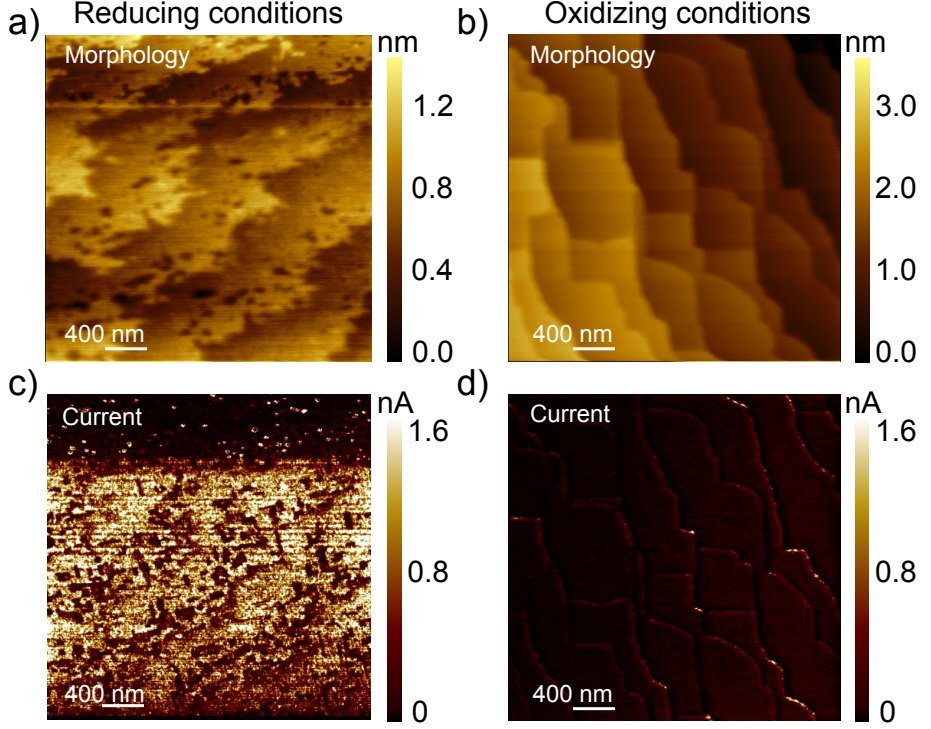 Reducing conditions
Oxidizing conditions
a)
Morphology
nm
1.2
0.8
0.4
0.0
400 nm
b)
Morphology
nm
3.0
2.0
1.0
0.0
400 nm
c)
Current
nA
1.6
0.8
0
400 nm
d)
Current
nA
1.6
0.8
0
400 nm